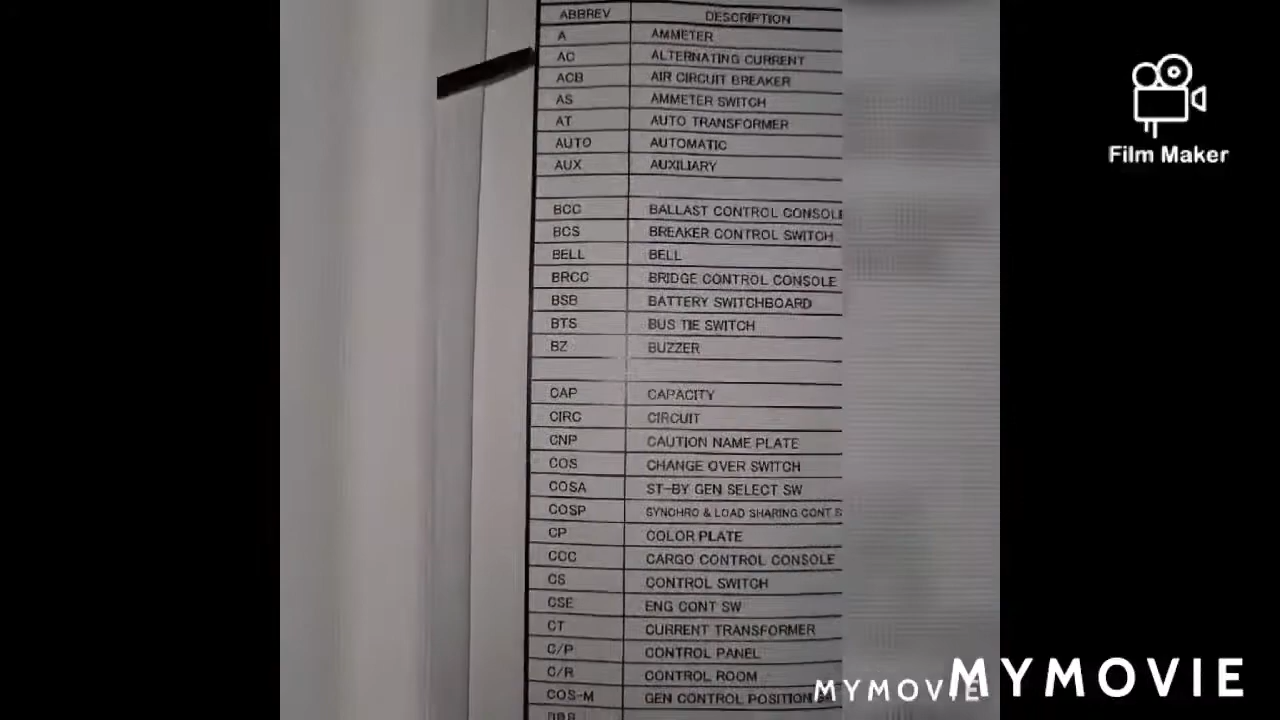 ABBREV DESCRIPTION
A AMMETER
AC ALTERNATING CURRENT
ACB AIR CIRCUIT BREAKER
AS AMMETER SWITCH
AT AUTO TRANSFORMER
AUTO AUTOMATIC
AUX AUXILIARY
BCC BALLAST CONTROL CONSOLE
BCS BREAKER CONTROL SWITCH
BELL BELL
BRCC BRIDGE CONTROL CONSOLE
BSB BATTERY SWITCHBOARD
BTS BUS TIE SWITCH
BZ BUZZER
CAP CAPACITY
CIRC CIRCUIT
CNP CAUTION NAME PLATE
COS CHANGE OVER SWITCH
COSA ST-BY GEN SELECT SW
COSP SYNCHRO & LOAD SHARING CONT
CP COLOR PLATE
CCC CARGO CONTROL CONSOLE
CS CONTROL SWITCH
CSE ENG CONT SW
CT CURRENT TRANSFORMER
C/P CONTROL PANEL
C/R CONTROL ROOM
COS-M GEN CONTROL POSITION
Film Maker
MYMOVIE
MYMOVIE